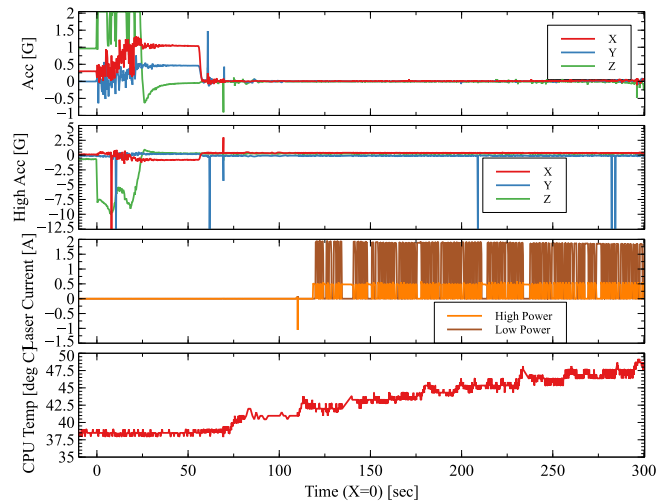 2
1.5
1
0.5
0
-0.5
-1
Acc [G]
X
Y
Z
5
2.5
0
-2.5
-5
-7.5
-10
-12.5
High Acc [G]
X
Y
Z
2
1.5
1
0.5
0
-0.5
-1
-1.5
Laser Current [A]
High Power
Low Power
50
47.5
45
42.5
40
37.5
35
CPU Temp [deg C]
0 50 100 150 200 250 300
Time (X=0) [sec]